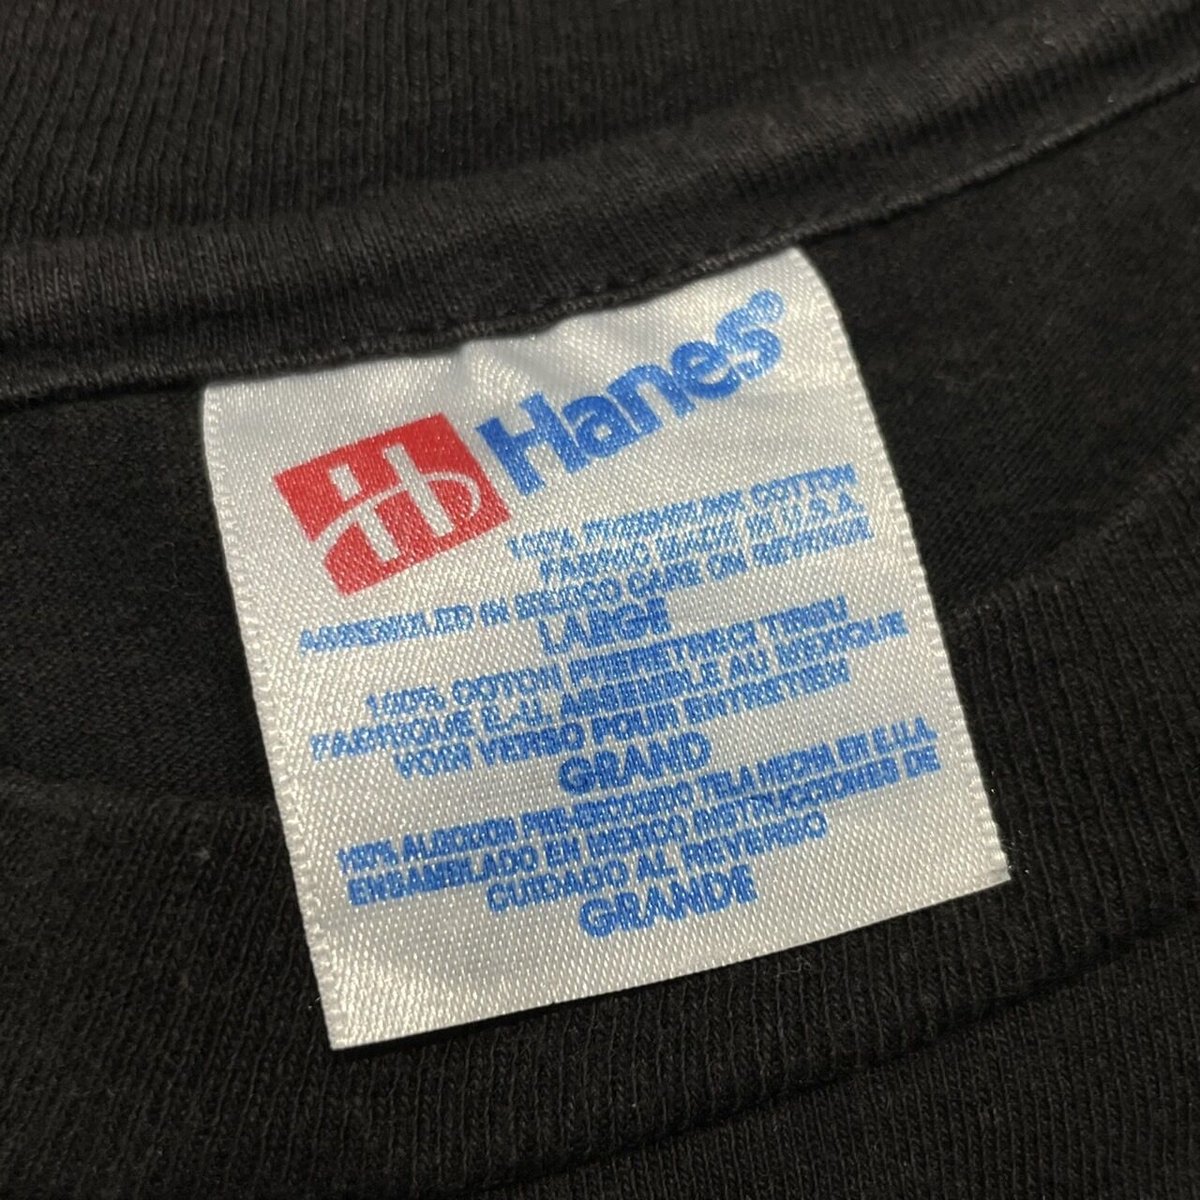 Hanes®
100% PRESHRUNK COTTON
FABRIC MADE IN U.S.A.
ASSEMBLED IN MEXICO CARE ON REVERSE
LARGE
100% COTON PRERETRECI TISSU
FABRIQUE E.-U. ASSEMBLE AU MEXIQUE
VOIR VERSO POUR ENTRETIEN
GRAND
100% ALGODON PRE-ENCOGIDO TELA HECHA EN E.U.A.
ENSAMBLADO EN MEXICO INSTRUCCIONES DE
CUIDADO AL REVERSO
GRANDE